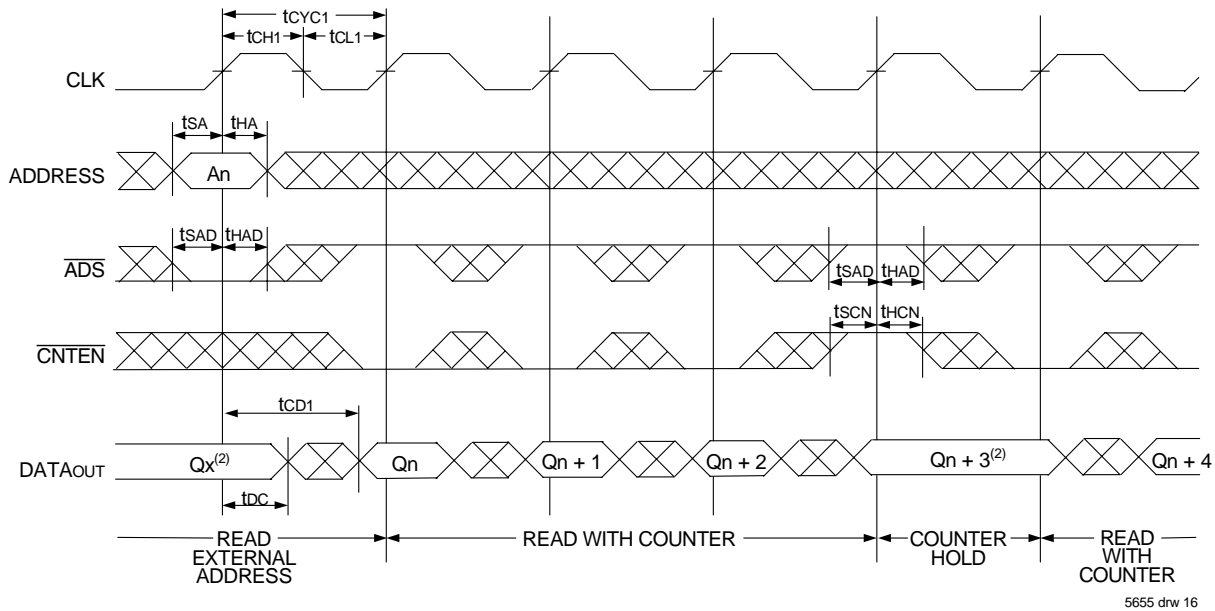 tCYC1
tCH1 tCL1
CLK
tSA tHA
ADDRESS An
tSAD tHAD
ADS
tSAD tHAD
tSCN tHCN
CNTEN
tCD1
DATAOUT Qx(2) Qn Qn + 1 Qn + 2 Qn + 3(2) Qn + 4
tDC
READ EXTERNAL ADDRESS
READ WITH COUNTER
COUNTER HOLD
READ WITH COUNTER
5655 drw 16